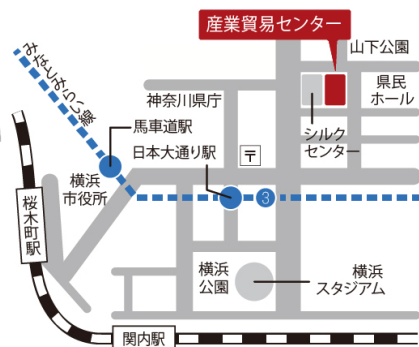 産業貿易センター
山下公園
みなとみらい線
神奈川県庁
県民
ホール
馬車道駅
シルク
センター
日本大通り駅
〒
横浜
市役所
3
桜木町駅
横浜
公園
横浜
スタジアム
関内駅